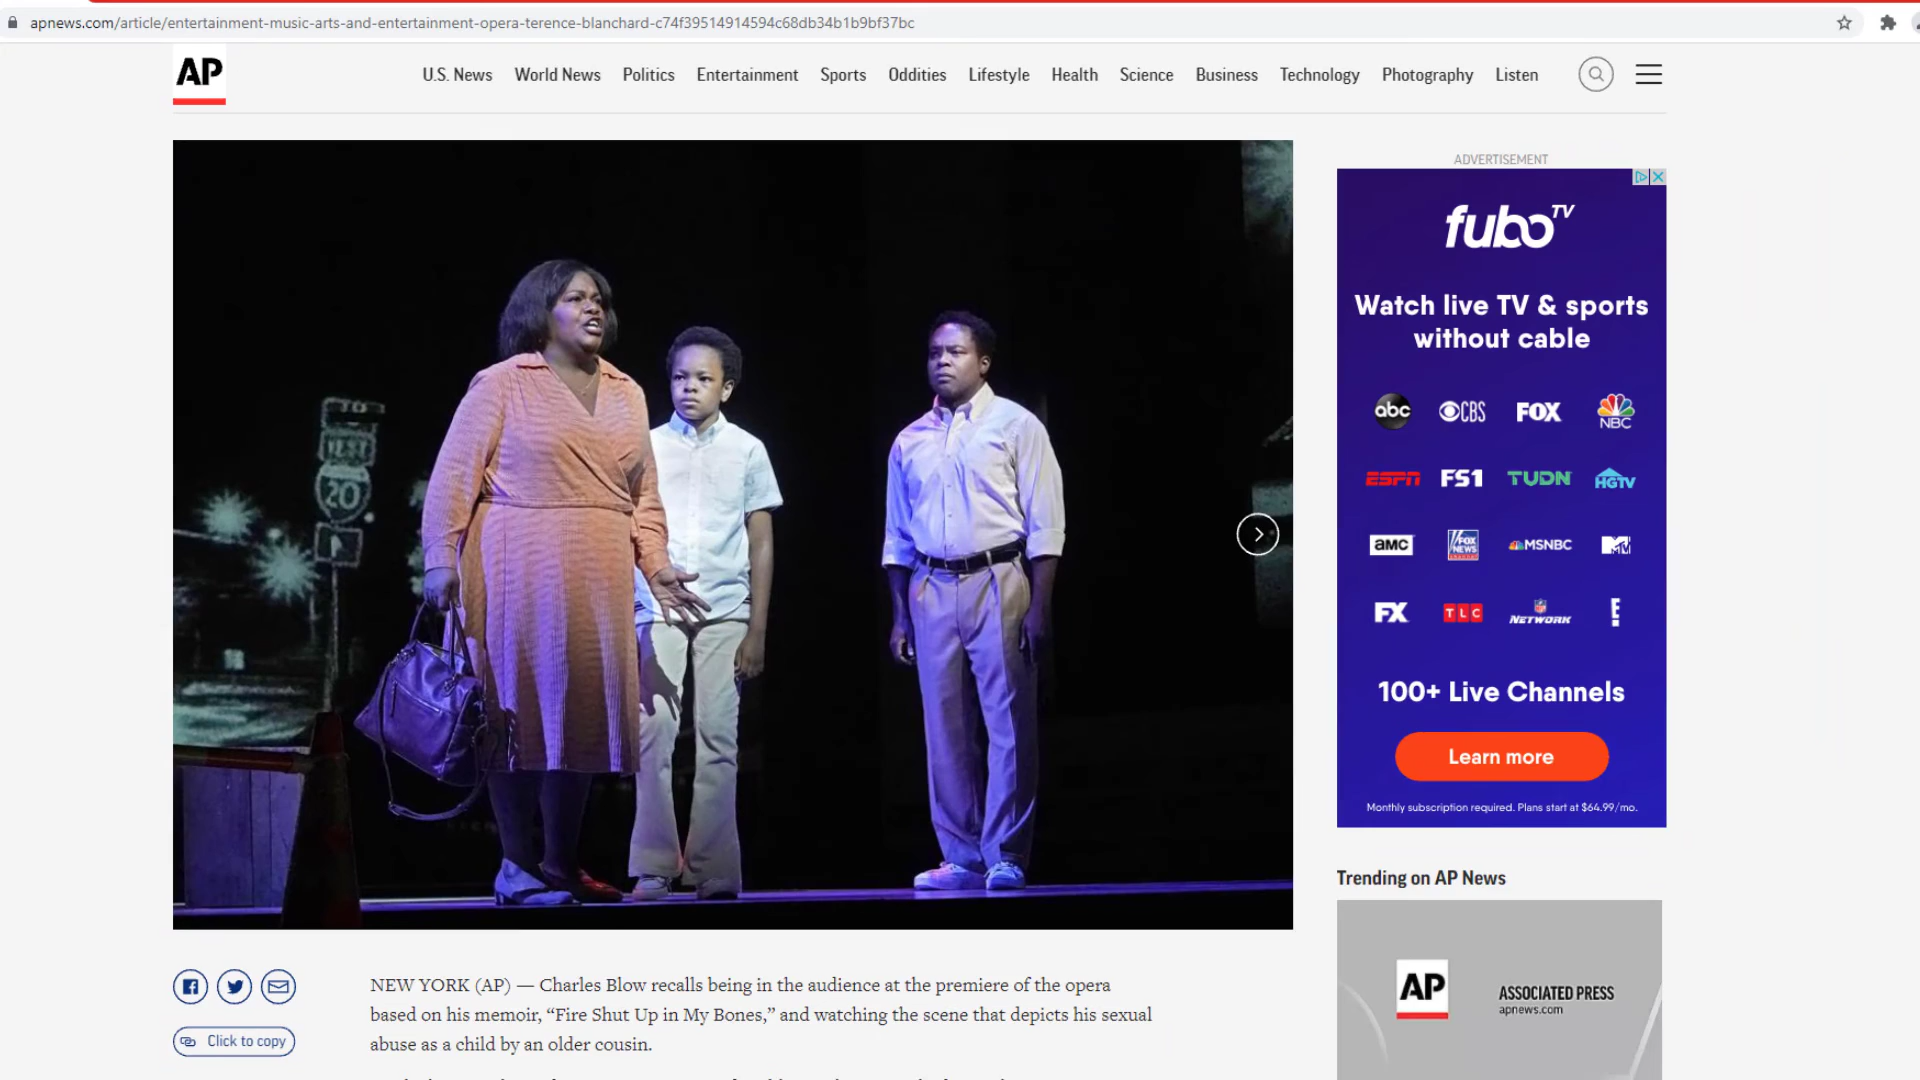 apnews.com/article/entertainment-music-arts-and-entertainment-opera-terence-blanchard-c74f39514914594c68db34b1b9bf37bc
AP
U.S. News World News Politics Entertainment Sports Oddities Lifestyle Health Science Business Technology Photography Listen
ADVERTISEMENT
fubo TV
Watch live TV & sports
without cable
abc CBS FOX NBC
ESPN FS1 TUDN HGTV
aMC FOX NEWS channel MSNBC MTV
FX TLC NFL NETWORK E!
100+ Live Channels
Learn more
Monthly subscription required. Plans start at $64.99/mo.
WEST
20
Trending on AP News
AP
ASSOCIATED PRESS
apnews.com
Click to copy
NEW YORK (AP) — Charles Blow recalls being in the audience at the premiere of the opera
based on his memoir, “Fire Shut Up in My Bones,” and watching the scene that depicts his sexual
abuse as a child by an older cousin.